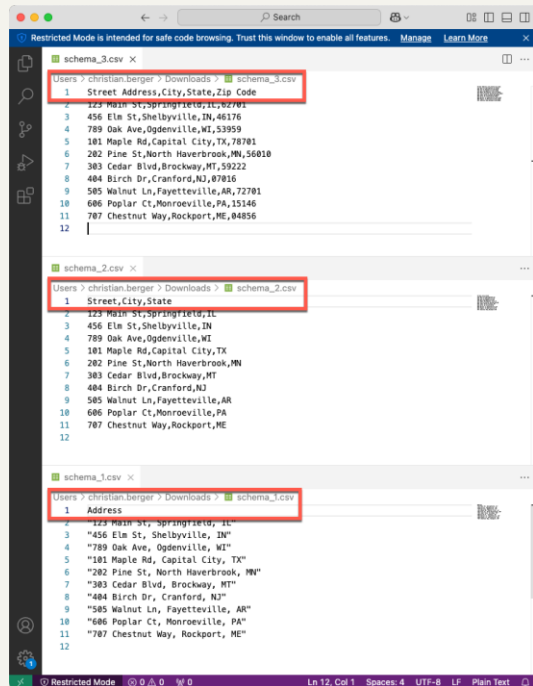 Search
Restricted Mode is intended for safe code browsing. Trust this window to enable all features. Manage Learn More
schema_3.csv
Users > christian.berger > Downloads > schema_3.csv
1 Street Address,City,State,Zip Code
2 123 Main St,Springfield,IL,62701
3 456 Elm St,Shelbyville,IN,46176
4 789 Oak Ave,Ogdenville,WI,53959
5 101 Maple Rd,Capital City,TX,78701
6 202 Pine St,North Haverbrook,MN,56010
7 303 Cedar Blvd,Brockway,MT,59222
8 404 Birch Dr,Cranford,NJ,07016
9 505 Walnut Ln,Fayetteville,AR,72701
10 606 Poplar Ct,Monroeville,PA,15146
11 707 Chestnut Way,Rockport,ME,04856
12
schema_2.csv
Users > christian.berger > Downloads > schema_2.csv
1 Street,City,State
2 123 Main St,Springfield,IL
3 456 Elm St,Shelbyville,IN
4 789 Oak Ave,Ogdenville,WI
5 101 Maple Rd,Capital City,TX
6 202 Pine St,North Haverbrook,MN
7 303 Cedar Blvd,Brockway,MT
8 404 Birch Dr,Cranford,NJ
9 505 Walnut Ln,Fayetteville,AR
10 606 Poplar Ct,Monroeville,PA
11 707 Chestnut Way,Rockport,ME
12
schema_1.csv
Users > christian.berger > Downloads > schema_1.csv
1 Address
2 "123 Main St, Springfield, IL"
3 "456 Elm St, Shelbyville, IN"
4 "789 Oak Ave, Ogdenville, WI"
5 "101 Maple Rd, Capital City, TX"
6 "202 Pine St, North Haverbrook, MN"
7 "303 Cedar Blvd, Brockway, MT"
8 "404 Birch Dr, Cranford, NJ"
9 "505 Walnut Ln, Fayetteville, AR"
10 "606 Poplar Ct, Monroeville, PA"
11 "707 Chestnut Way, Rockport, ME"
12
1
Restricted Mode 0 0 0 Ln 12, Col 1 Spaces: 4 UTF-8 LF Plain Text